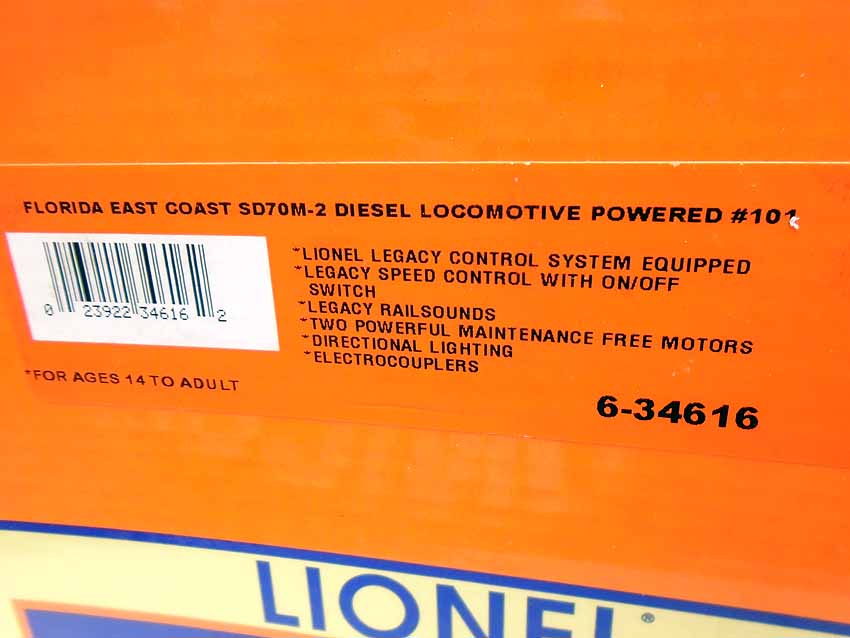 FLORIDA EAST COAST SD70M-2 DIESEL LOCOMOTIVE POWERED #101
*LIONEL LEGACY CONTROL SYSTEM EQUIPPED
*LEGACY SPEED CONTROL WITH ON/OFF
SWITCH
*LEGACY RAILSOUNDS
*TWO POWERFUL MAINTENANCE FREE MOTORS
*DIRECTIONAL LIGHTING
*ELECTROCOUPLERS
0 23922 34616 2
*FOR AGES 14 TO ADULT
6-34616
LIONEL®